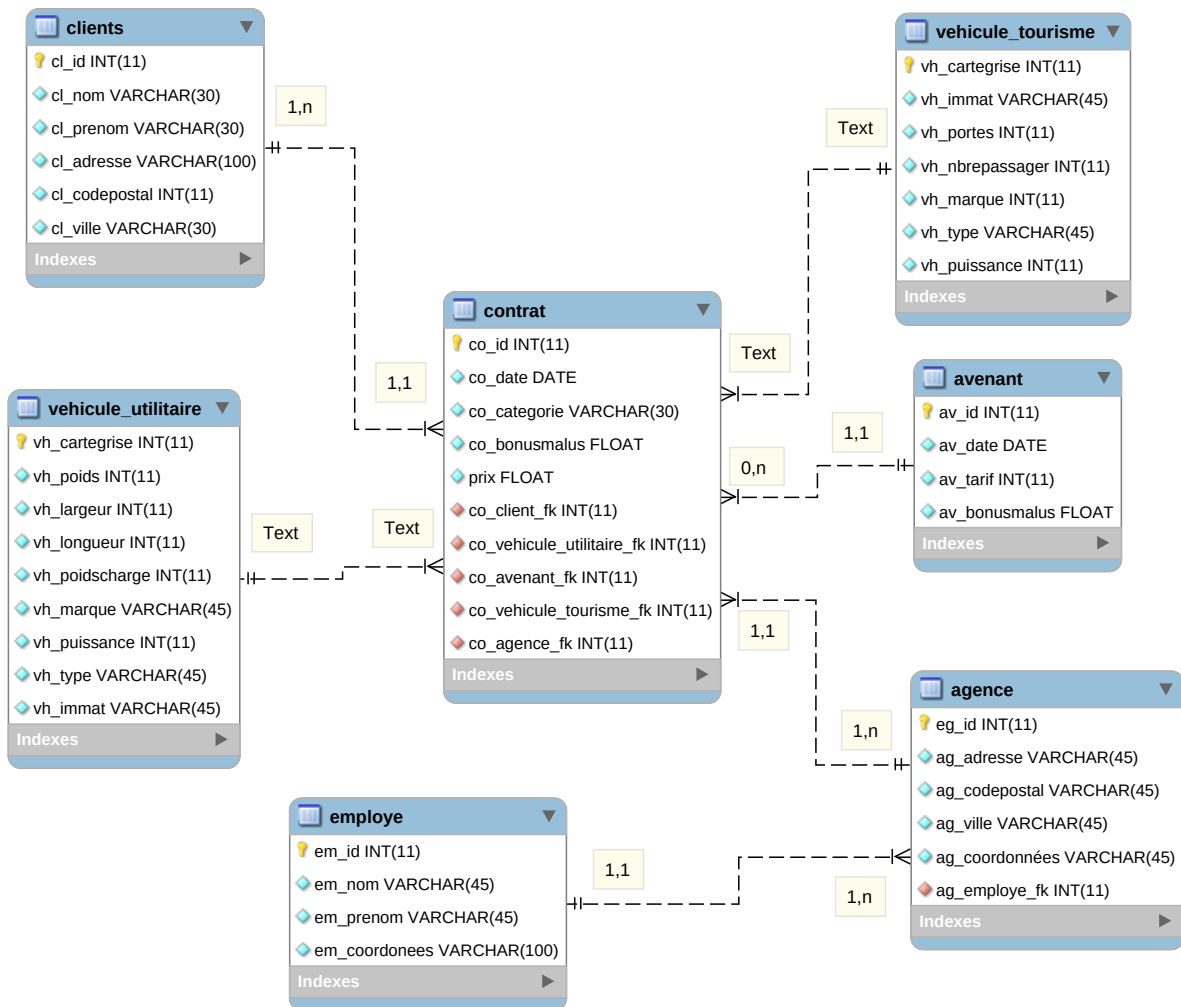 clients
cl_id INT(11)
cl_nom VARCHAR(30)
cl_prenom VARCHAR(30)
cl_adresse VARCHAR(100)
cl_codepostal INT(11)
cl_ville VARCHAR(30)
Indexes
1,n
1,1
vehicule_tourisme
vh_cartegrise INT(11)
vh_immat VARCHAR(45)
vh_portes INT(11)
vh_nbrepassager INT(11)
vh_marque INT(11)
vh_type VARCHAR(45)
vh_puissance INT(11)
Indexes
Text
Text
contrat
co_id INT(11)
co_date DATE
co_categorie VARCHAR(30)
co_bonusmalus FLOAT
prix FLOAT
co_client_fk INT(11)
co_vehicule_utilitaire_fk INT(11)
co_avenant_fk INT(11)
co_vehicule_tourisme_fk INT(11)
co_agence_fk INT(11)
Indexes
vehicule_utilitaire
vh_cartegrise INT(11)
vh_poids INT(11)
vh_largeur INT(11)
vh_longueur INT(11)
vh_poidscharge INT(11)
vh_marque VARCHAR(45)
vh_puissance INT(11)
vh_type VARCHAR(45)
vh_immat VARCHAR(45)
Indexes
Text
Text
avenant
av_id INT(11)
av_date DATE
av_tarif INT(11)
av_bonusmalus FLOAT
Indexes
1,1
0,n
1,1
1,n
agence
eg_id INT(11)
ag_adresse VARCHAR(45)
ag_codepostal VARCHAR(45)
ag_ville VARCHAR(45)
ag_coordonnées VARCHAR(45)
ag_employe_fk INT(11)
Indexes
employe
em_id INT(11)
em_nom VARCHAR(45)
em_prenom VARCHAR(45)
em_coordonees VARCHAR(100)
Indexes
1,1
1,n